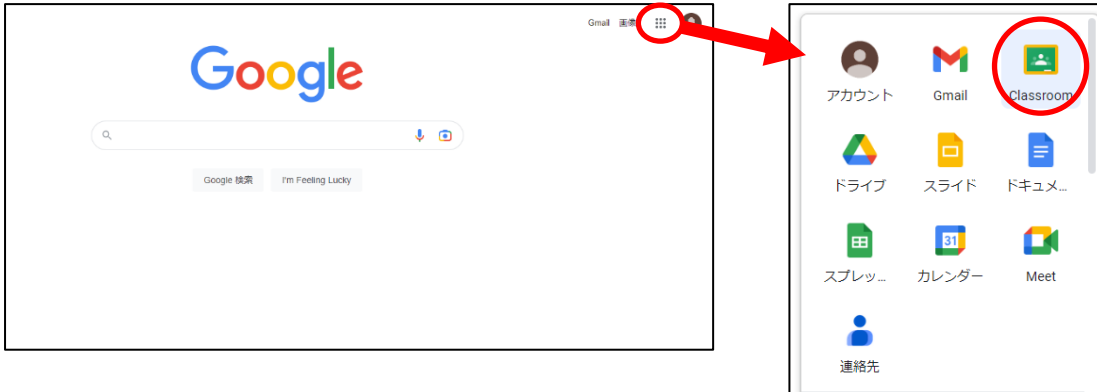 Gmail
Google
Google 検索 I'm Feeling Lucky
アカウント Gmail Classroom
ドライブ スライド ドキュメ...
31
スプレッ... カレンダー Meet
連絡先